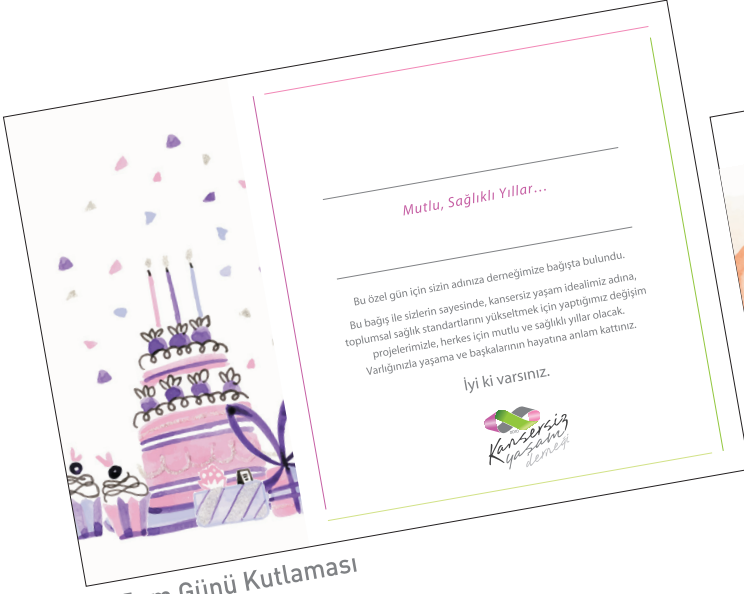 Mutlu, Sağlıklı Yıllar...
Bu özel gün için sizin adınıza derneğimize bağışta bulundu.
Bu bağış ile sizlerin sayesinde, kansersiz yaşam idealimiz adına,
toplumsal sağlık standartlarını yükseltmek için yaptığımız değişim
projelerimizle, herkes için mutlu ve sağlıklı yıllar olacak.
Varlığınızla yaşama ve başkalarının hayatına anlam kattınız.
İyi ki varsınız.
Kansersiz
yaşam
derneği
Günü Kutlaması